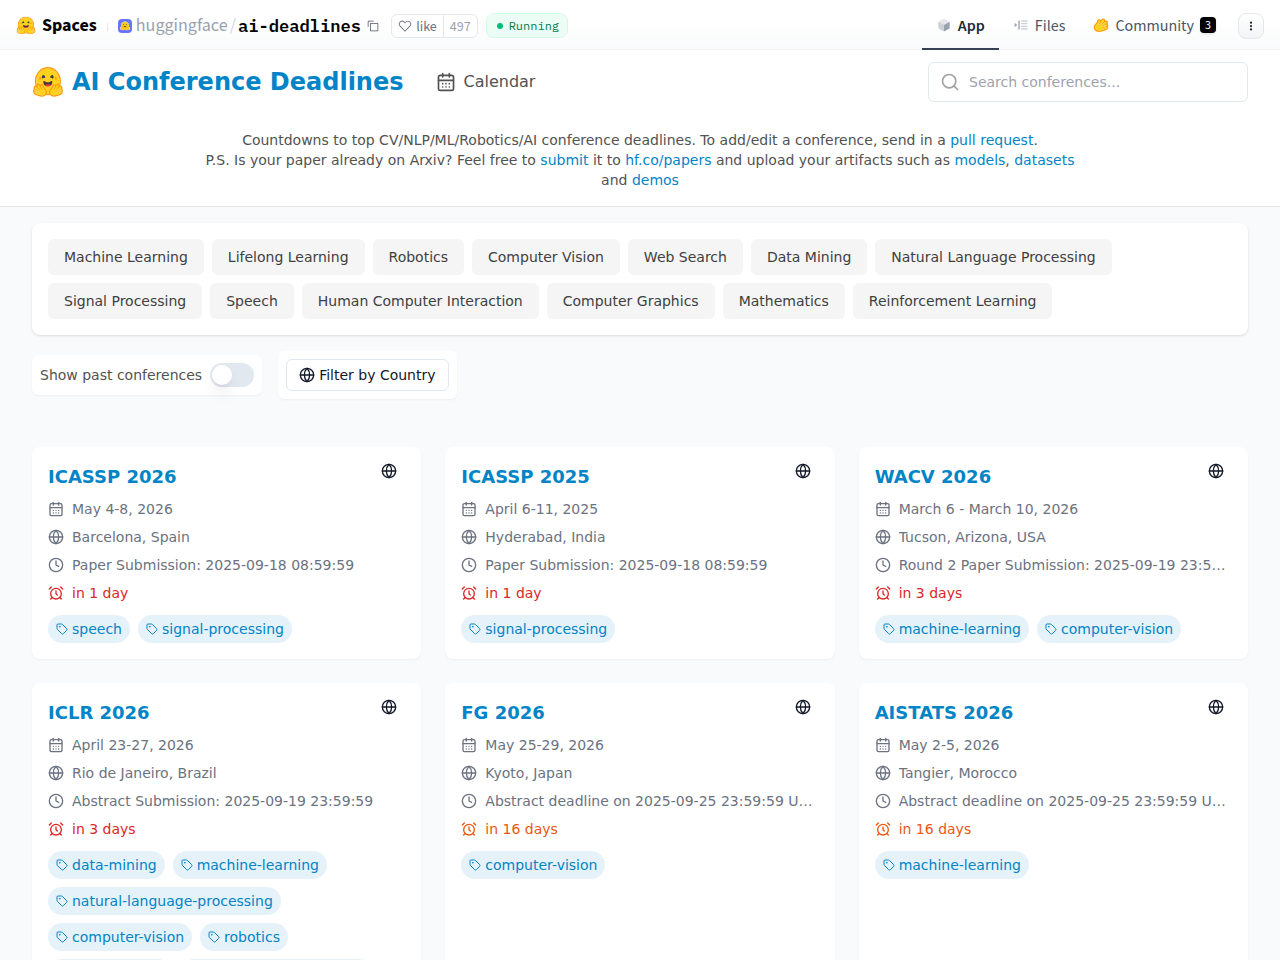 Spaces huggingface/ai-deadlines like 497 Running App Files Community 3
AI Conference Deadlines Calendar Search conferences...
Countdowns to top CV/NLP/ML/Robotics/AI conference deadlines. To add/edit a conference, send in a pull request.
P.S. Is your paper already on Arxiv? Feel free to submit it to hf.co/papers and upload your artifacts such as models, datasets
and demos
Machine Learning Lifelong Learning Robotics Computer Vision Web Search Data Mining Natural Language Processing
Signal Processing Speech Human Computer Interaction Computer Graphics Mathematics Reinforcement Learning
Show past conferences Filter by Country
ICASSP 2026
May 4-8, 2026
Barcelona, Spain
Paper Submission: 2025-09-18 08:59:59
in 1 day
speech signal-processing
ICASSP 2025
April 6-11, 2025
Hyderabad, India
Paper Submission: 2025-09-18 08:59:59
in 1 day
signal-processing
WACV 2026
March 6 - March 10, 2026
Tucson, Arizona, USA
Round 2 Paper Submission: 2025-09-19 23:5...
in 3 days
machine-learning computer-vision
ICLR 2026
April 23-27, 2026
Rio de Janeiro, Brazil
Abstract Submission: 2025-09-19 23:59:59
in 3 days
data-mining machine-learning
natural-language-processing
computer-vision robotics
FG 2026
May 25-29, 2026
Kyoto, Japan
Abstract deadline on 2025-09-25 23:59:59 U...
in 16 days
computer-vision
AISTATS 2026
May 2-5, 2026
Tangier, Morocco
Abstract deadline on 2025-09-25 23:59:59 U...
in 16 days
machine-learning